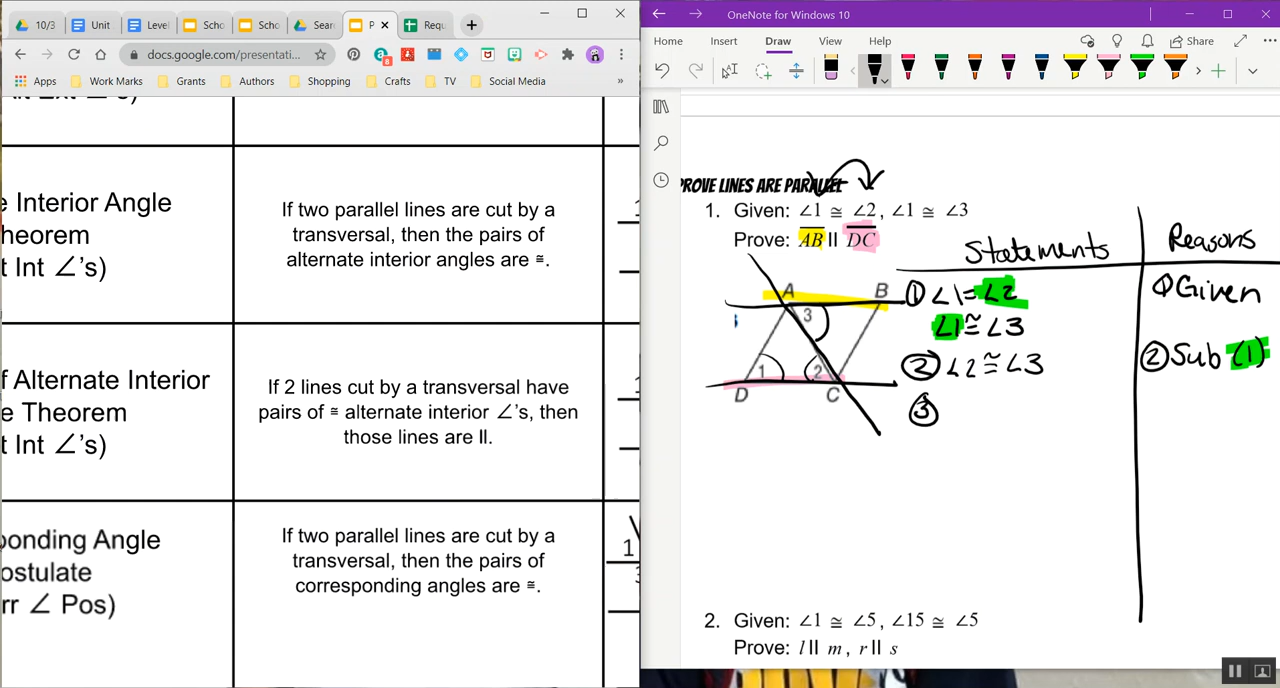 10/3 Unit Level Scho Scho Sear P Requ
docs.google.com/presentati...
8
Apps Work Marks Grants Authors Shopping Crafts TV Social Media »
e Interior Angle
heorem
t Int ∠'s)
If two parallel lines are cut by a
transversal, then the pairs of
alternate interior angles are ≅.
f Alternate Interior
e Theorem
t Int ∠'s)
If 2 lines cut by a transversal have
pairs of ≅ alternate interior ∠'s, then
those lines are ll.
onding Angle
ostulate
rr ∠ Pos)
If two parallel lines are cut by a
transversal, then the pairs of
corresponding angles are ≅.
1
OneNote for Windows 10
Home Insert Draw View Help Share
PROVE LINES ARE PARALLEL
1. Given: ∠1 ≅ ∠2, ∠1 ≅ ∠3
Prove: AB || DC
Statements Reasons
A B
3
1 2
D C
① ∠1=∠2 ① Given
∠1≅∠3
② ∠2≅∠3 ② Sub (1)
③
2. Given: ∠1 ≅ ∠5, ∠15 ≅ ∠5
Prove: l || m, r || s